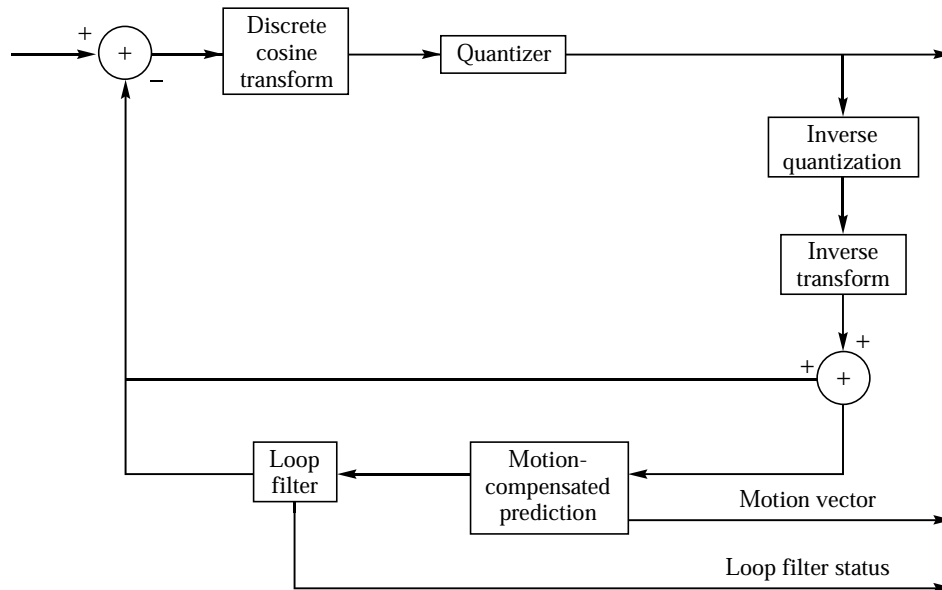 +
+
−
Discrete
cosine
transform
Quantizer
Inverse
quantization
Inverse
transform
+
+
+
Loop
filter
Motion-
compensated
prediction
Motion vector
Loop filter status